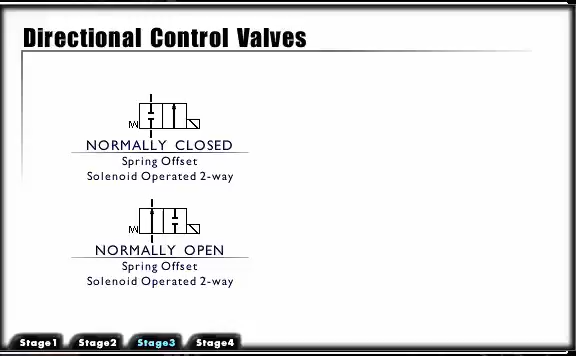 Directional Control Valves
NORMALLY CLOSED
Spring Offset
Solenoid Operated 2-way
NORMALLY OPEN
Spring Offset
Solenoid Operated 2-way
Stage1 Stage2 Stage3 Stage4